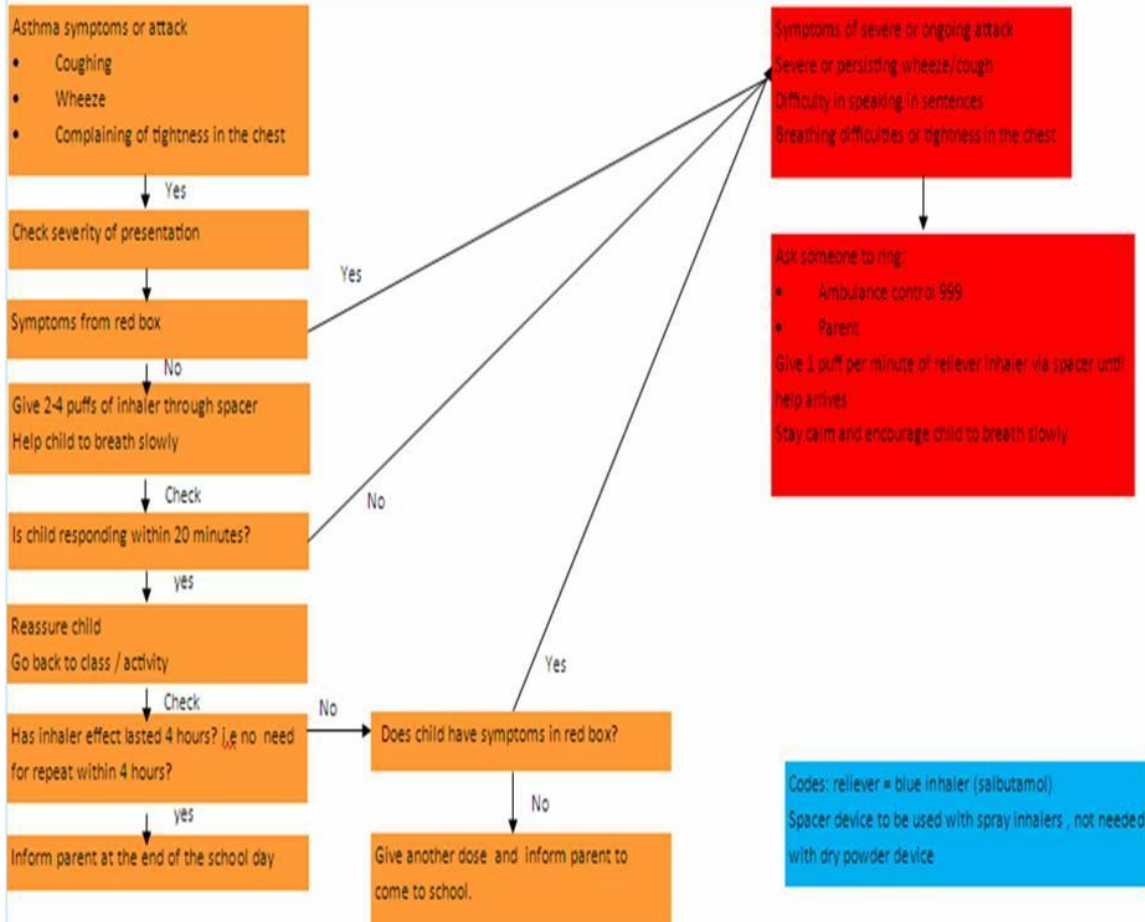 Asthma symptoms or attack
• Coughing
• Wheeze
• Complaining of tightness in the chest
Yes
Check severity of presentation
Symptoms from red box
Yes
No
Give 2-4 puffs of inhaler through spacer
Help child to breath slowly
Check
Is child responding within 20 minutes?
No
yes
Reassure child
Go back to class / activity
Check
Has inhaler effect lasted 4 hours? i.e no need
for repeat within 4 hours?
No
yes
Inform parent at the end of the school day
Does child have symptoms in red box?
Yes
No
Give another dose and inform parent to
come to school.
Symptoms of severe or ongoing attack
Severe or persisting wheeze/cough
Difficulty in speaking in sentences
Breathing difficulties or tightness in the chest
Ask someone to ring:
• Ambulance control 999
• Parent
Give 1 puff per minute of reliever inhaler via spacer until
help arrives
Stay calm and encourage child to breath slowly
Codes: reliever = blue inhaler (salbutamol)
Spacer device to be used with spray inhalers , not needed
with dry powder device